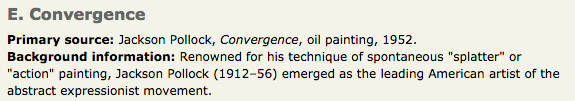 E. Convergence
Primary source: Jackson Pollock, Convergence, oil painting, 1952.
Background information: Renowned for his technique of spontaneous "splatter" or
"action" painting, Jackson Pollock (1912–56) emerged as the leading American artist of the
abstract expressionist movement.